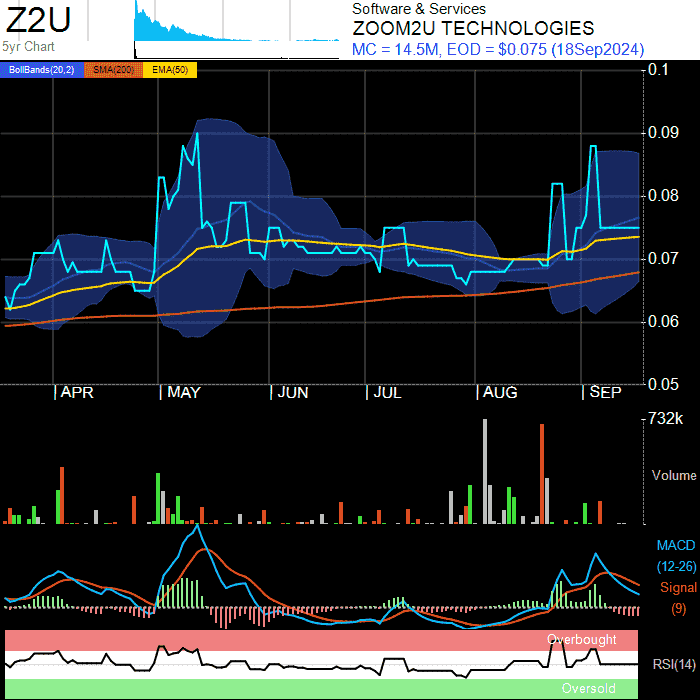 Z2U
5yr Chart
Software & Services
ZOOM2U TECHNOLOGIES
MC = 14.5M, EOD = $0.075 (18Sep2024)
BollBands(20,2) SMA(200) EMA(50)
0.1
0.09
0.08
0.07
0.06
0.05
APR MAY JUN JUL AUG SEP
732k
Volume
MACD
(12-26)
Signal
(9)
Overbought
RSI(14)
Oversold